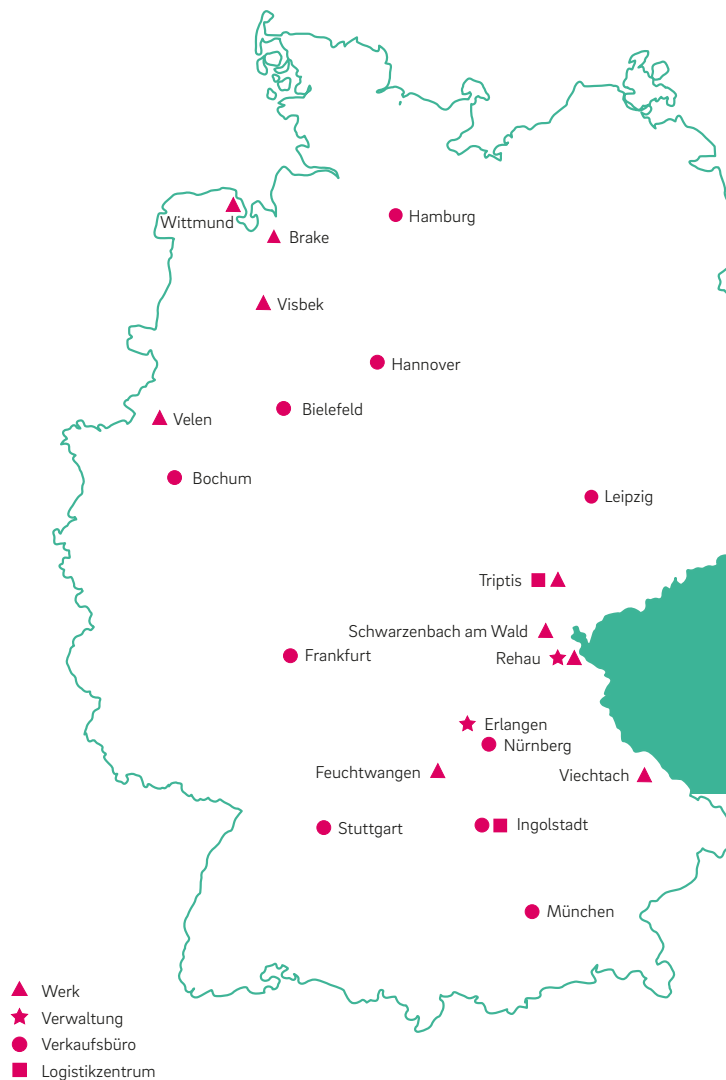 Wittmund
Hamburg
Brake
Visbek
Hannover
Bielefeld
Velen
Bochum
Leipzig
Triptis
Schwarzenbach am Wald
Frankfurt
Rehau
Erlangen
Nürnberg
Feuchtwangen
Viechtach
Stuttgart
Ingolstadt
München
Werk
Verwaltung
Verkaufsbüro
Logistikzentrum